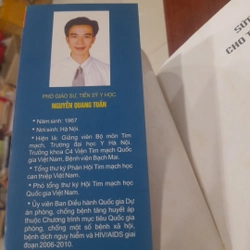 PHÓ GIÁO SƯ TIẾN SỸ Y HỌC
NGUYỄN QUANG TUẤN
• Năm sinh: 1967
• Nơi sinh: Hà Nội.
• Hiện là: Giảng viên Bộ môn Tim
mạch, Trường đại học Y Hà Nội.
Trưởng khoa C4 Viện Tim mạch Quốc
gia Việt Nam, Bệnh viện Bạch Mai.
• Tổng thư ký Phân Hội Tim mạch học
can thiệp Việt Nam.
• Phó tổng thư ký Hội Tim mạch học
Quốc gia Việt Nam.
• Ủy viên Ban Điều hành Quốc gia Dự
án phòng, chống bệnh tăng huyết áp
thuộc Chương trình mục tiêu Quốc gia
phòng, chống một số bệnh xã hội,
bệnh dịch nguy hiểm và HIV/AIDS giai
đoạn 2006-2010.
CHO